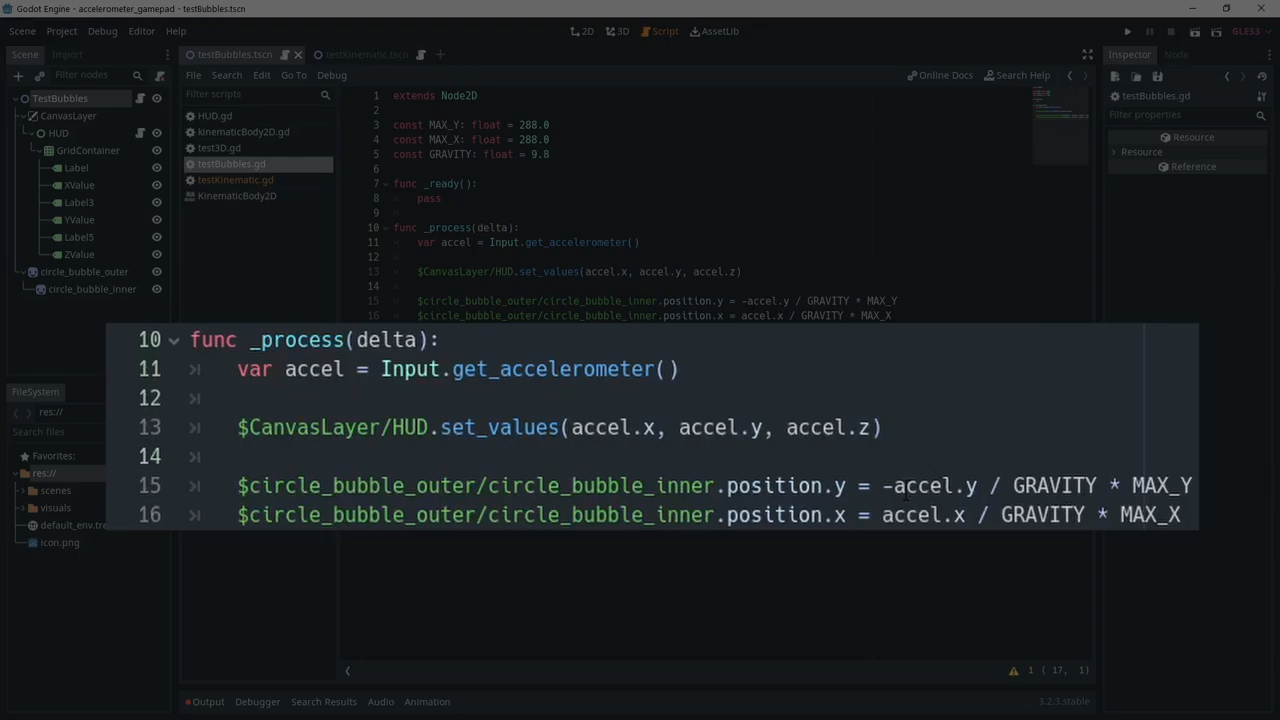 Godot Engine - accelerometer_gamepad - testBubbles.tscn
Scene Project Debug Editor Help
2D 3D Script AssetLib
GLES3
Scene Import
testBubbles.tscn testKinematic.tscn
Inspector Node
Filter nodes
File Search Edit Go To Debug
Online Docs Search Help
Filter scripts
testBubbles.gd
Filter properties
Resource
Resource
Reference
TestBubbles
CanvasLayer
HUD
GridContainer
Label
XValue
Label3
YValue
Label5
ZValue
circle_bubble_outer
circle_bubble_inner
HUD.gd
kinematicBody2D.gd
test3D.gd
testBubbles.gd
testKinematic.gd
KinematicBody2D
1 extends Node2D
2
3 const MAX_Y: float = 288.0
4 const MAX_X: float = 288.0
5 const GRAVITY: float = 9.8
6
7 func _ready():
8 pass
9
10 func _process(delta):
11 var accel = Input.get_accelerometer()
12
13 $CanvasLayer/HUD.set_values(accel.x, accel.y, accel.z)
15 $circle_bubble_outer/circle_bubble_inner.position.y = -accel.y / GRAVITY * MAX_Y
16 $circle_bubble_outer/circle_bubble_inner.position.x = accel.x / GRAVITY * MAX_X
10 func _process(delta):
11 var accel = Input.get_accelerometer()
12
13 $CanvasLayer/HUD.set_values(accel.x, accel.y, accel.z)
14
15 $circle_bubble_outer/circle_bubble_inner.position.y = -accel.y / GRAVITY * MAX_Y
16 $circle_bubble_outer/circle_bubble_inner.position.x = accel.x / GRAVITY * MAX_X
FileSystem
res://
Search files
Favorites:
res://
scenes
visuals
default_env.tre
icon.png
1 ( 17, 1)
Output Debugger Search Results Audio Animation
3.2.3.stable